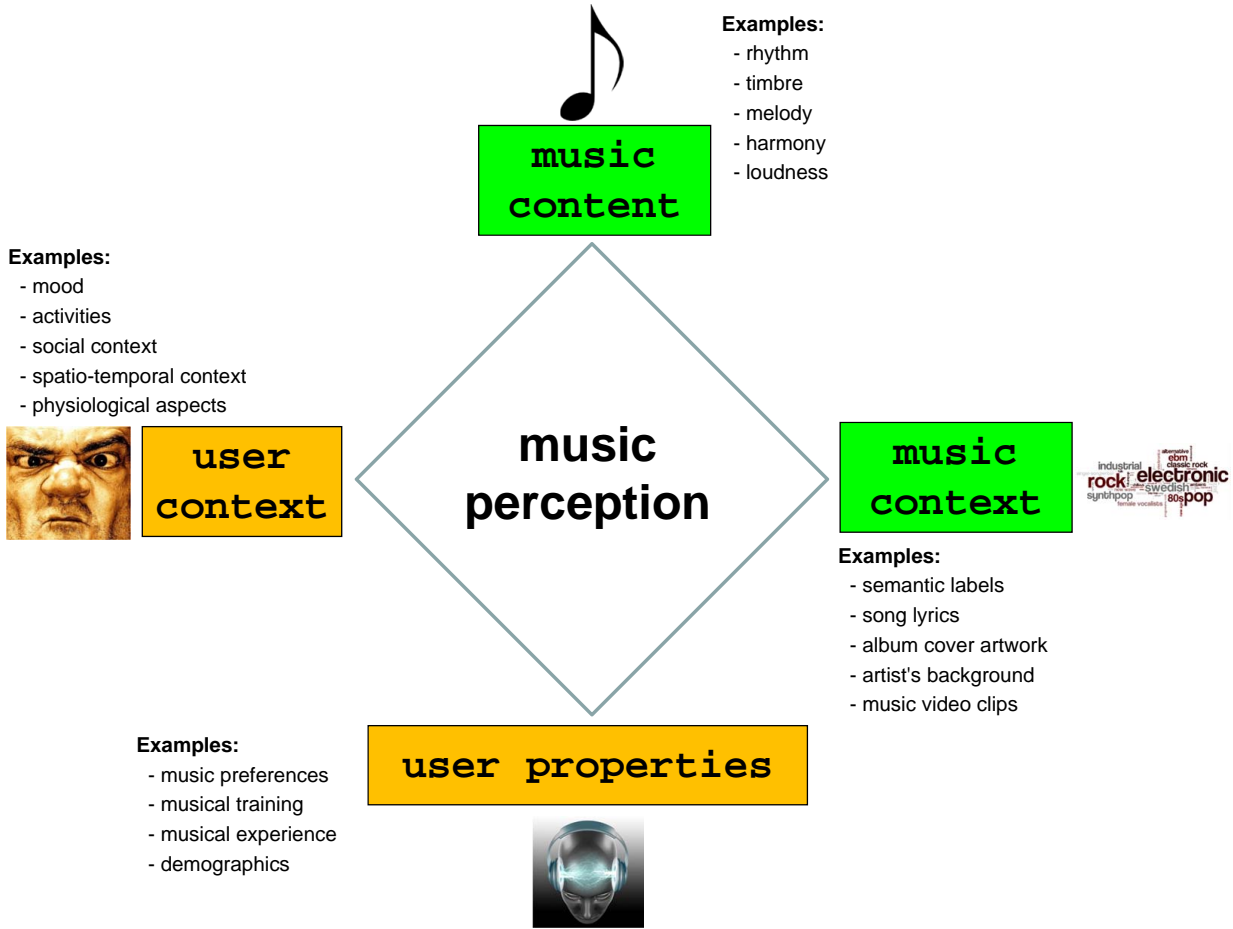 Examples:
- rhythm
- timbre
- melody
- harmony
- loudness
music
content
Examples:
- mood
- activities
- social context
- spatio-temporal context
- physiological aspects
user
context
music
perception
music
context
alternative
ebm
classic rock
industrial
rock electronic
swedish
synthpop
80s pop
female vocalists
Examples:
- semantic labels
- song lyrics
- album cover artwork
- artist's background
- music video clips
Examples:
- music preferences
- musical training
- musical experience
- demographics
user properties